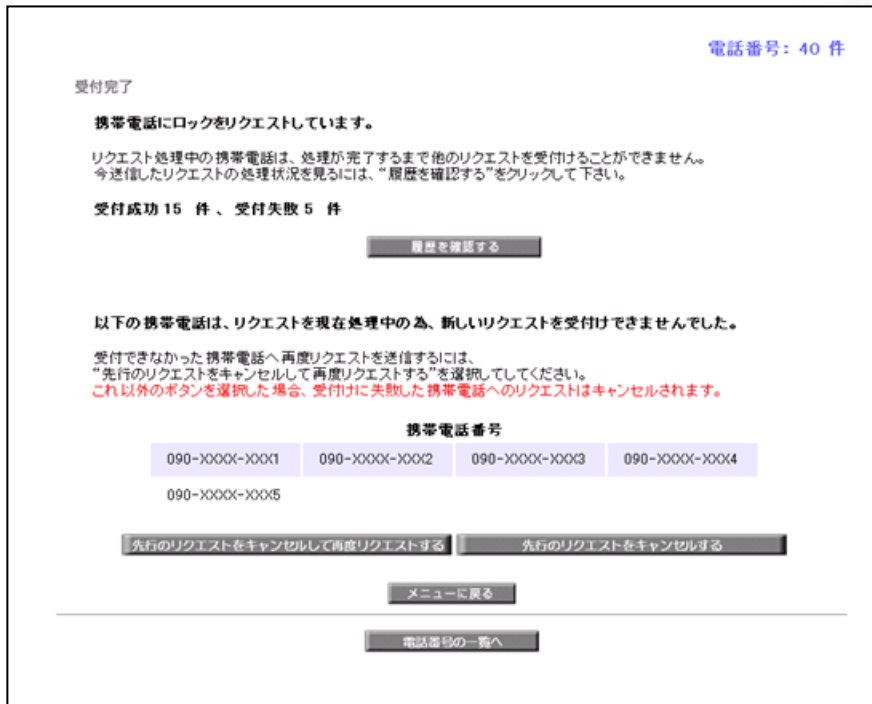 電話番号: 40 件
受付完了
携帯電話にロックをリクエストしています。
リクエスト処理中の携帯電話は、処理が完了するまで他のリクエストを受付けることができません。
今送信したリクエストの処理状況を見るには、“履歴を確認する”をクリックして下さい。
受付成功 15 件 、 受付失敗 5 件
履歴を確認する
以下の携帯電話は、リクエストを現在処理中の為、新しいリクエストを受付けできませんでした。
受付できなかった携帯電話へ再度リクエストを送信するには、
“先行のリクエストをキャンセルして再度リクエストする”を選択してしてください。
これ以外のボタンを選択した場合、受付けに失敗した携帯電話へのリクエストはキャンセルされます。
携帯電話番号
090-XXXX-XXX1 090-XXXX-XXX2 090-XXXX-XXX3 090-XXXX-XXX4
090-XXXX-XXX5
先行のリクエストをキャンセルして再度リクエストする 先行のリクエストをキャンセルする
メニューに戻る
電話番号の一覧へ